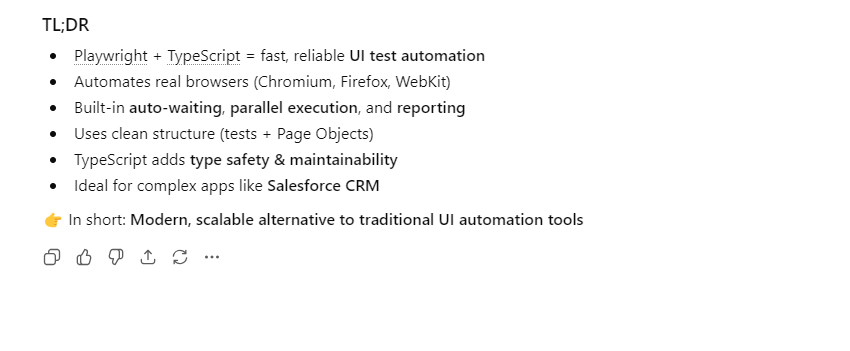 TL;DR
• Playwright + TypeScript = fast, reliable UI test automation
• Automates real browsers (Chromium, Firefox, WebKit)
• Built-in auto-waiting, parallel execution, and reporting
• Uses clean structure (tests + Page Objects)
• TypeScript adds type safety & maintainability
• Ideal for complex apps like Salesforce CRM
👉 In short: Modern, scalable alternative to traditional UI automation tools